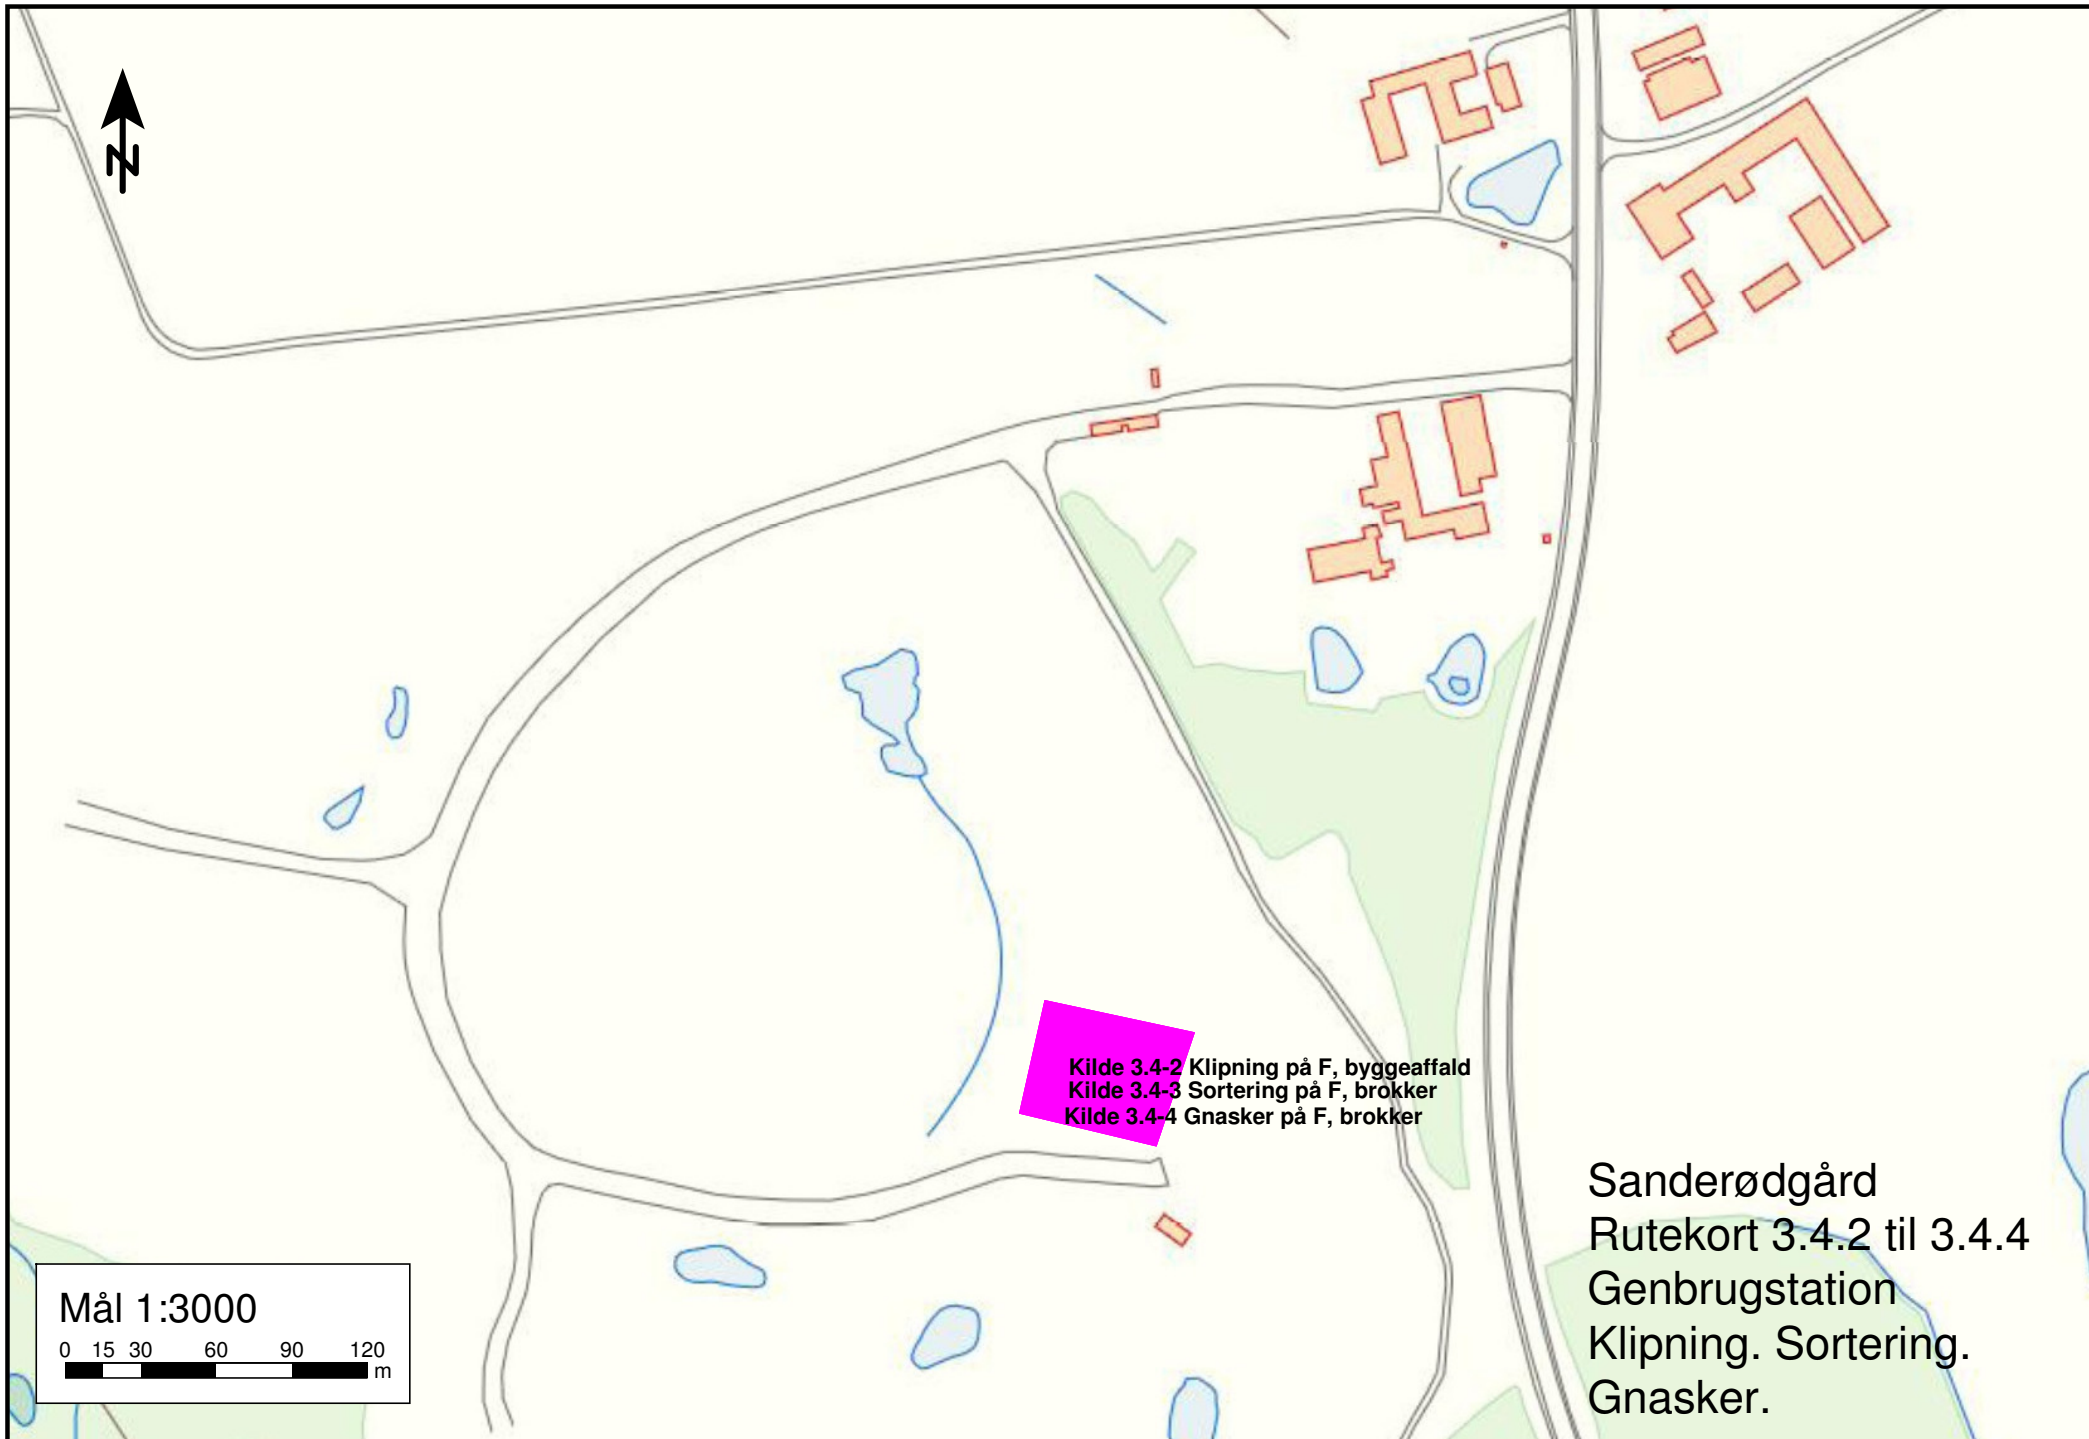 N
Kilde 3.4-2 Klipning på F, byggeaffald
Kilde 3.4-3 Sortering på F, brokker
Kilde 3.4-4 Gnasker på F, brokker
Sanderødgård
Rutekort 3.4.2 til 3.4.4
Genbrugstation
Klipning. Sortering.
Gnasker.
Mål 1:3000
0 15 30 60 90 120
m